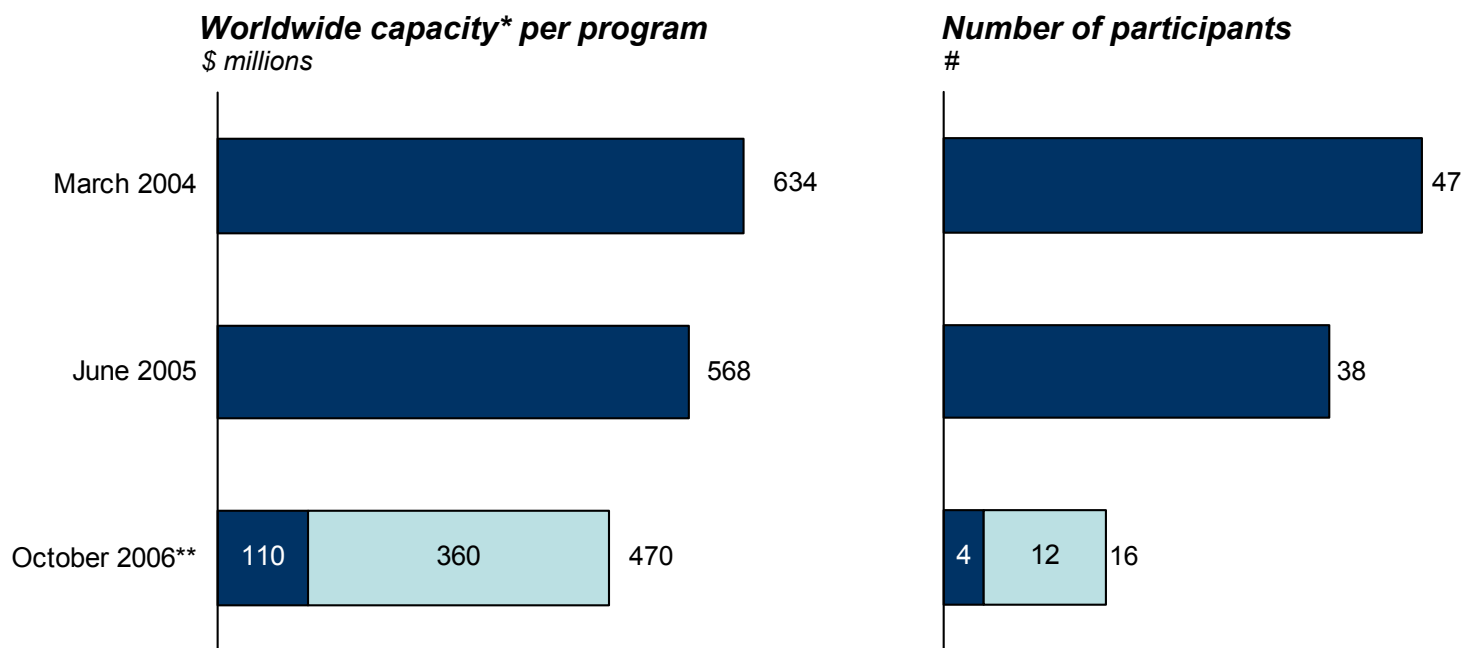 Worldwide capacity* per program
$ millions
March 2004
634
June 2005
568
October 2006**
110
360
470
Number of participants
#
47
38
4
12
16